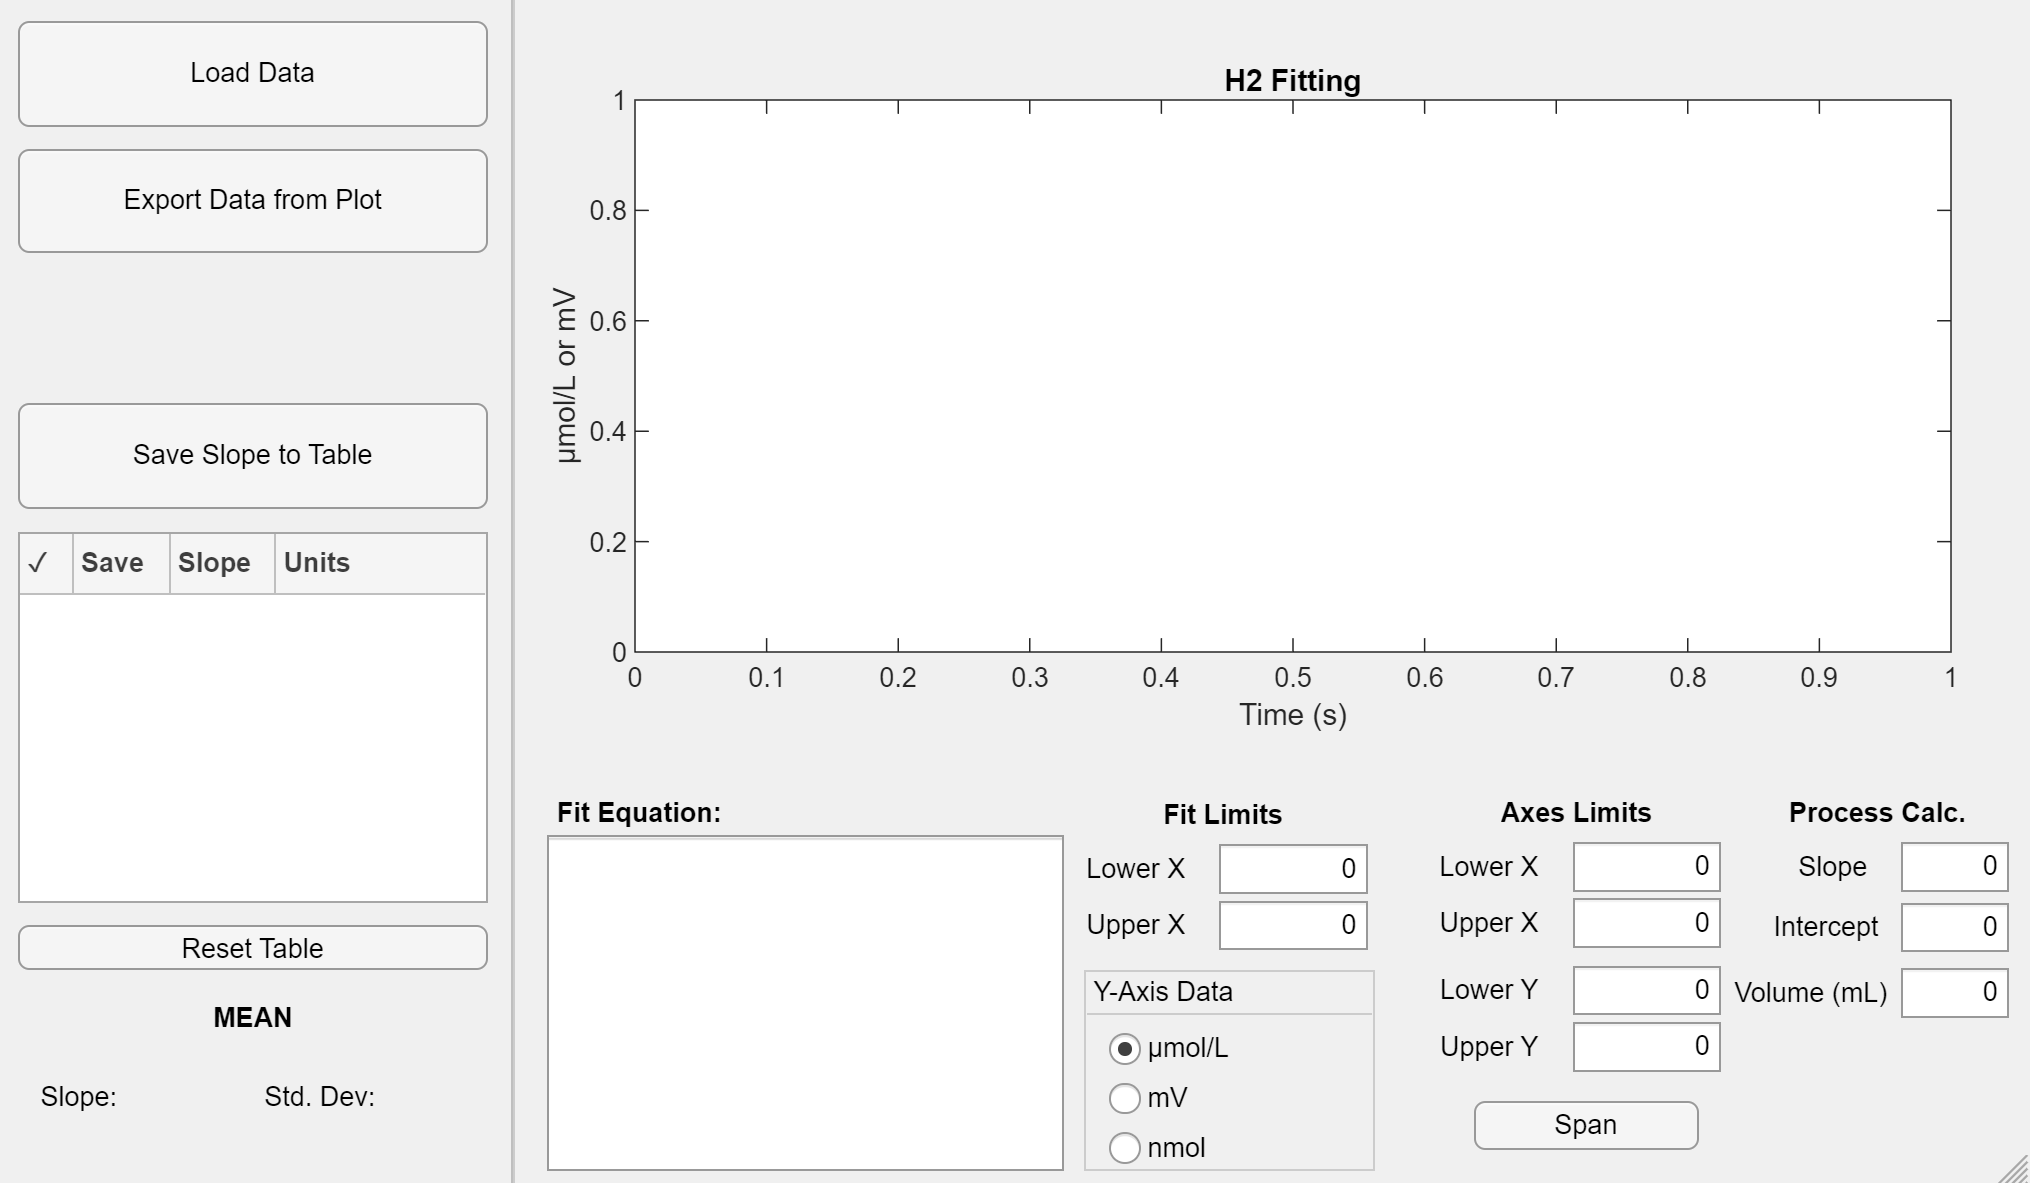 Load Data
Export Data from Plot
Save Slope to Table
✓ Save Slope Units
Reset Table
MEAN
Slope: Std. Dev:
H2 Fitting
µmol/L or mV
1
0.8
0.6
0.4
0.2
0
0 0.1 0.2 0.3 0.4 0.5 0.6 0.7 0.8 0.9 1
Time (s)
Fit Equation:
Fit Limits
Lower X 0
Upper X 0
Y-Axis Data
µmol/L
mV
nmol
Axes Limits
Lower X 0
Upper X 0
Lower Y 0
Upper Y 0
Span
Process Calc.
Slope 0
Intercept 0
Volume (mL) 0